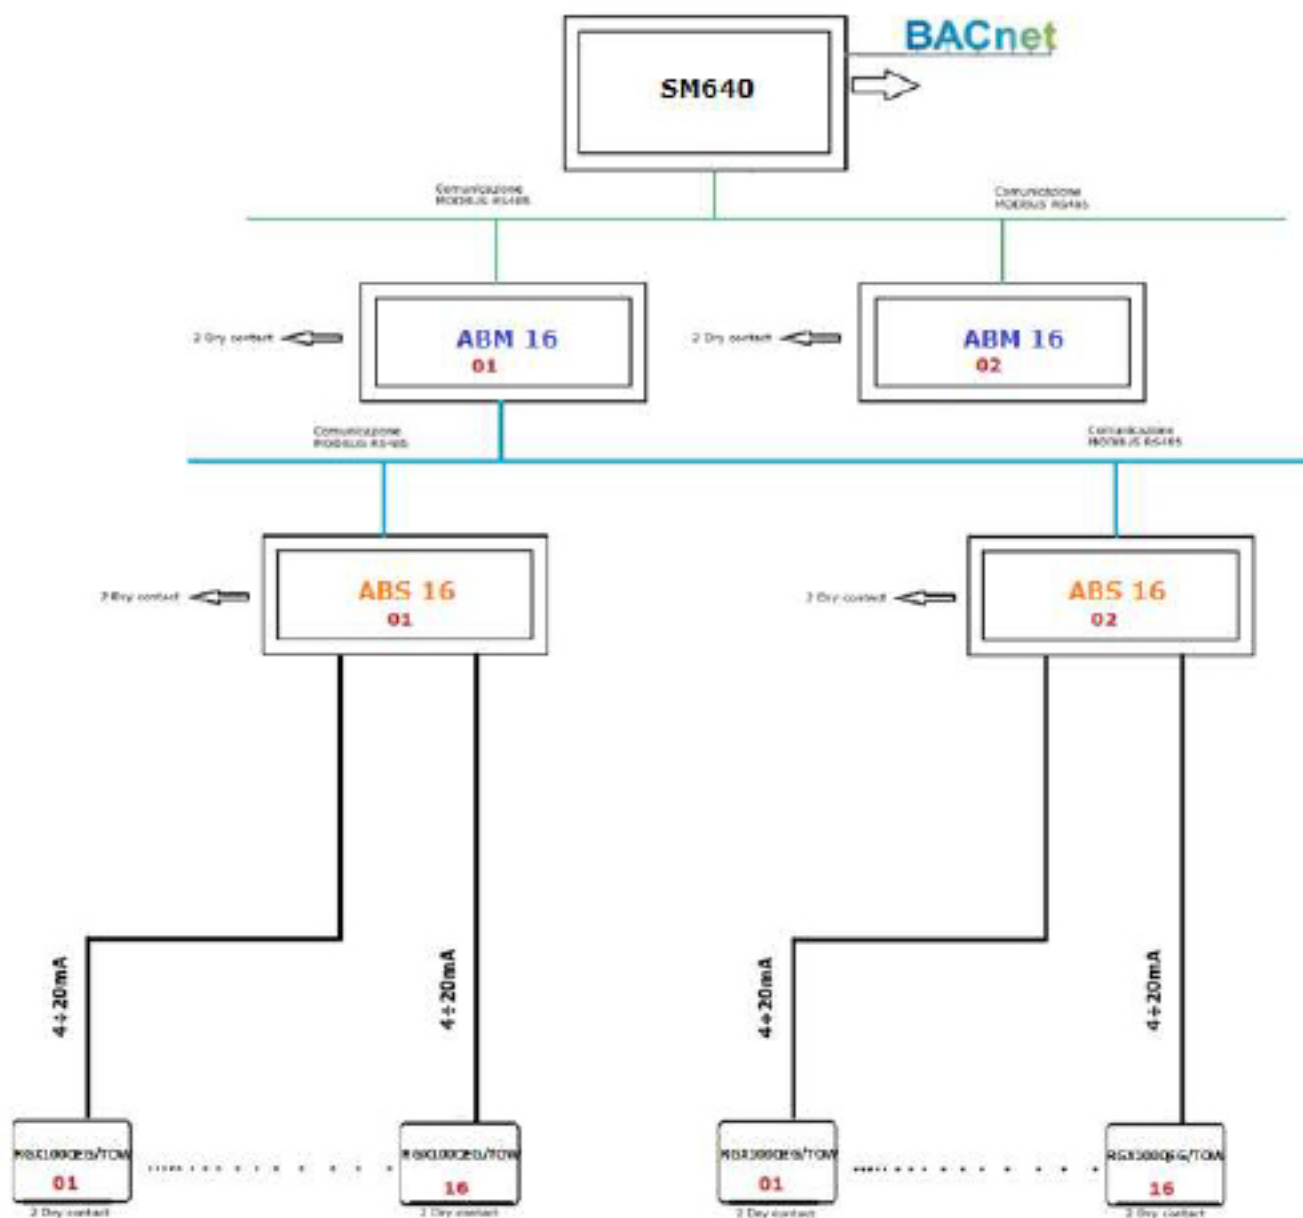 BACnet
SM640
Comunicazione
MODBUS RS485
Comunicazione
MODBUS RS485
2 Dry contact
ABM 16
01
2 Dry contact
ABM 16
02
Comunicazione
MODBUS RS485
Comunicazione
MODBUS RS485
2 Dry contact
ABS 16
01
2 Dry contact
ABS 16
02
4÷20mA
4÷20mA
4÷20mA
4÷20mA
01
2 Dry contact
16
2 Dry contact
01
2 Dry contact
16
2 Dry contact